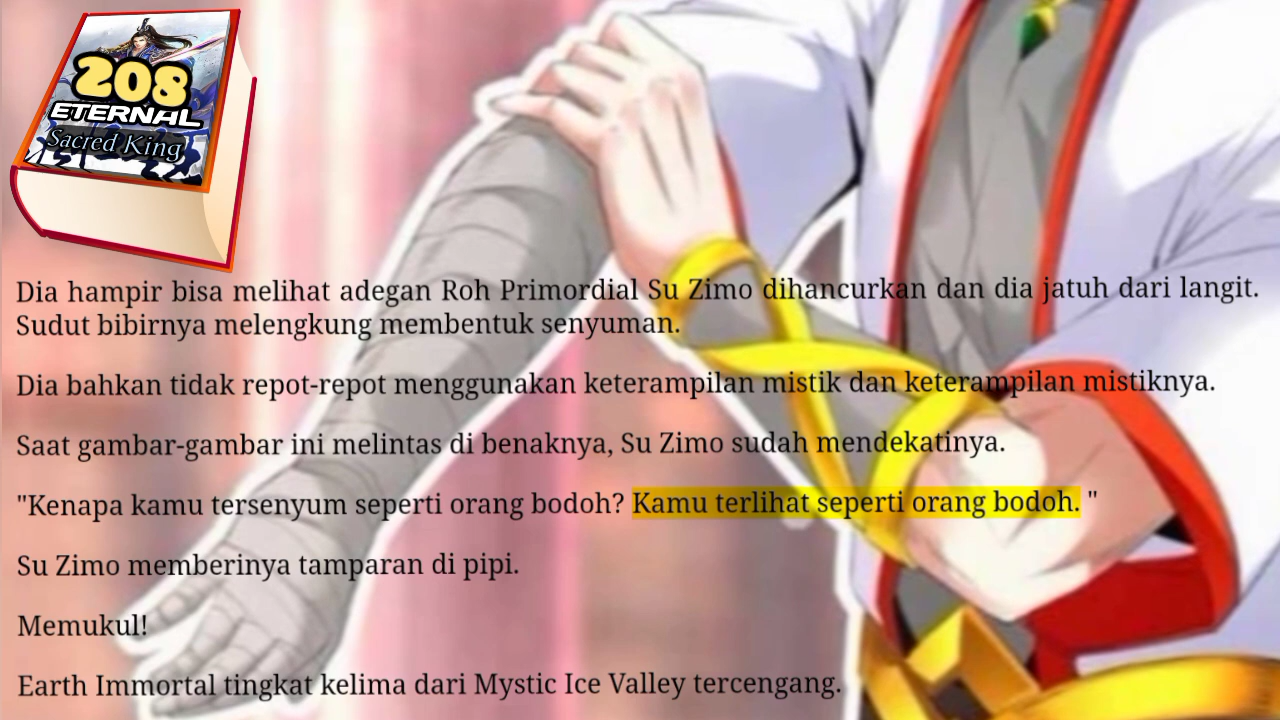 208
ETERNAL
Sacred King
Dia hampir bisa melihat adegan Roh Primordial Su Zimo dihancurkan dan dia jatuh dari langit.
Sudut bibirnya melengkung membentuk senyuman.
Dia bahkan tidak repot-repot menggunakan keterampilan mistik dan keterampilan mistiknya.
Saat gambar-gambar ini melintas di benaknya, Su Zimo sudah mendekatinya.
"Kenapa kamu tersenyum seperti orang bodoh? Kamu terlihat seperti orang bodoh. "
Su Zimo memberinya tamparan di pipi.
Memukul!
Earth Immortal tingkat kelima dari Mystic Ice Valley tercengang.